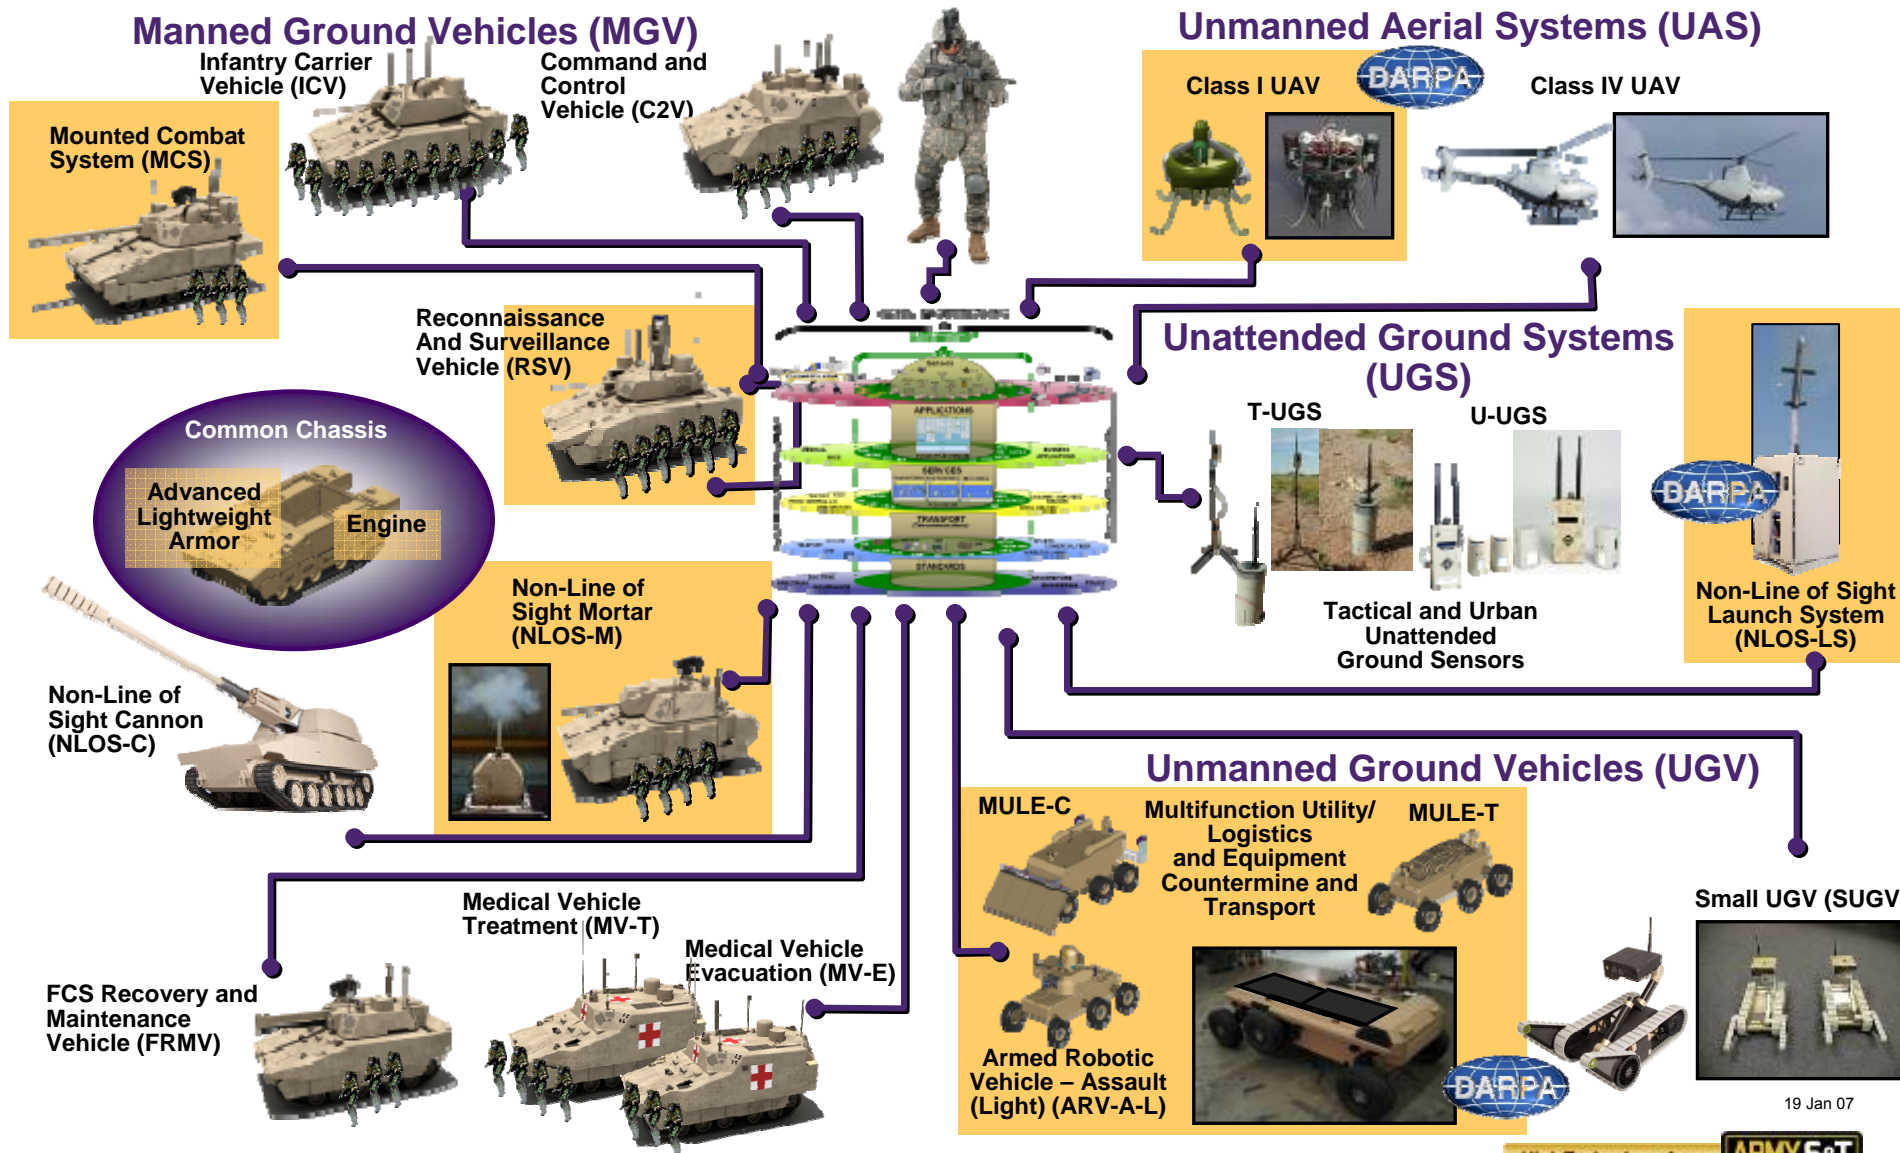 Manned Ground Vehicles (MGV)
Unmanned Aerial Systems (UAS)
Infantry Carrier
Vehicle (ICV)
Command and
Control
Vehicle (C2V)
Class I UAV
DARPA
Class IV UAV
Mounted Combat
System (MCS)
Reconnaissance
And Surveillance
Vehicle (RSV)
Unattended Ground Systems
(UGS)
T-UGS
U-UGS
Common Chassis
Advanced
Lightweight
Armor
Engine
APPLICATIONS
SERVICES
TRANSPORT
STANDARDS
DARPA
Non-Line of
Sight Mortar
(NLOS-M)
Tactical and Urban
Unattended
Ground Sensors
Non-Line of Sight
Launch System
(NLOS-LS)
Non-Line of
Sight Cannon
(NLOS-C)
Unmanned Ground Vehicles (UGV)
MULE-C
Multifunction Utility/
Logistics
and Equipment
Countermine and
Transport
MULE-T
Small UGV (SUGV
Medical Vehicle
Treatment (MV-T)
Medical Vehicle
Evacuation (MV-E)
FCS Recovery and
Maintenance
Vehicle (FRMV)
Armed Robotic
Vehicle – Assault
(Light) (ARV-A-L)
DARPA
19 Jan 07
ARMY S&T